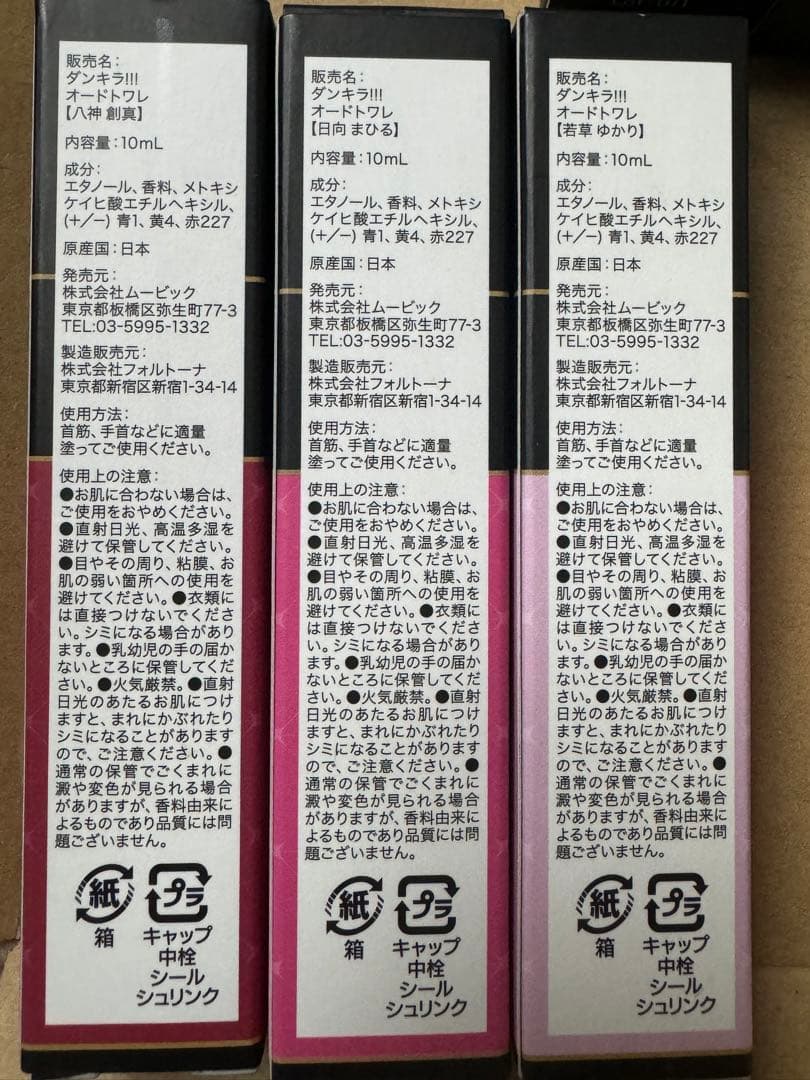 販売名：
ダンキラ!!!
オードトワレ
【八神 創真】
内容量：10mL
成分：
エタノール、香料、メトキシ
ケイヒ酸エチルヘキシル、
(+／−) 青1、黄4、赤227
原産国：日本
発売元：
株式会社ムービック
東京都板橋区弥生町77-3
TEL:03-5995-1332
製造販売元：
株式会社フォルトーナ
東京都新宿区新宿1-34-14
使用方法：
首筋、手首などに適量
塗ってご使用ください。
使用上の注意：
●お肌に合わない場合は、
ご使用をおやめください。
●直射日光、高温多湿を
避けて保管してください。
●目やその周り、粘膜、お
肌の弱い箇所への使用を
避けてください。●衣類に
は直接つけないでくださ
い。シミになる場合があり
ます。●乳幼児の手の届か
ないところに保管してくだ
さい。●火気厳禁。●直射
日光のあたるお肌につけ
ますと、まれにかぶれたり
シミになることがあります
ので、ご注意ください。●
通常の保管でごくまれに
澱や変色が見られる場合
がありますが、香料由来に
よるものであり品質には問
題ございません。
紙
箱
プラ
キャップ
中栓
シール
シュリンク
販売名：
ダンキラ!!!
オードトワレ
【日向 まひる】
内容量：10mL
成分：
エタノール、香料、メトキシ
ケイヒ酸エチルヘキシル、
(+／−) 青1、黄4、赤227
原産国：日本
発売元：
株式会社ムービック
東京都板橋区弥生町77-3
TEL:03-5995-1332
製造販売元：
株式会社フォルトーナ
東京都新宿区新宿1-34-14
使用方法：
首筋、手首などに適量
塗ってご使用ください。
使用上の注意：
●お肌に合わない場合は、
ご使用をおやめください。
●直射日光、高温多湿を
避けて保管してください。
●目やその周り、粘膜、お
肌の弱い箇所への使用を
避けてください。●衣類に
は直接つけないでくださ
い。シミになる場合があり
ます。●乳幼児の手の届か
ないところに保管してくだ
さい。●火気厳禁。●直射
日光のあたるお肌につけ
ますと、まれにかぶれたり
シミになることがあります
ので、ご注意ください。●
通常の保管でごくまれに
澱や変色が見られる場合
がありますが、香料由来に
よるものであり品質には問
題ございません。
紙
箱
プラ
キャップ
中栓
シール
シュリンク
販売名：
ダンキラ!!!
オードトワレ
【若草 ゆかり】
内容量：10mL
成分：
エタノール、香料、メトキシ
ケイヒ酸エチルヘキシル、
(+／−) 青1、黄4、赤227
原産国：日本
発売元：
株式会社ムービック
東京都板橋区弥生町77-3
TEL:03-5995-1332
製造販売元：
株式会社フォルトーナ
東京都新宿区新宿1-34-14
使用方法：
首筋、手首などに適量
塗ってご使用ください。
使用上の注意：
●お肌に合わない場合は、
ご使用をおやめください。
●直射日光、高温多湿を
避けて保管してください。
●目やその周り、粘膜、お
肌の弱い箇所への使用を
避けてください。●衣類に
は直接つけないでくださ
い。シミになる場合があり
ます。●乳幼児の手の届か
ないところに保管してくだ
さい。●火気厳禁。●直射
日光のあたるお肌につけ
ますと、まれにかぶれたり
シミになることがあります
ので、ご注意ください。●
通常の保管でごくまれに
澱や変色が見られる場合
がありますが、香料由来に
よるものであり品質には問
題ございません。
紙
箱
プラ
キャップ
中栓
シール
シュリンク